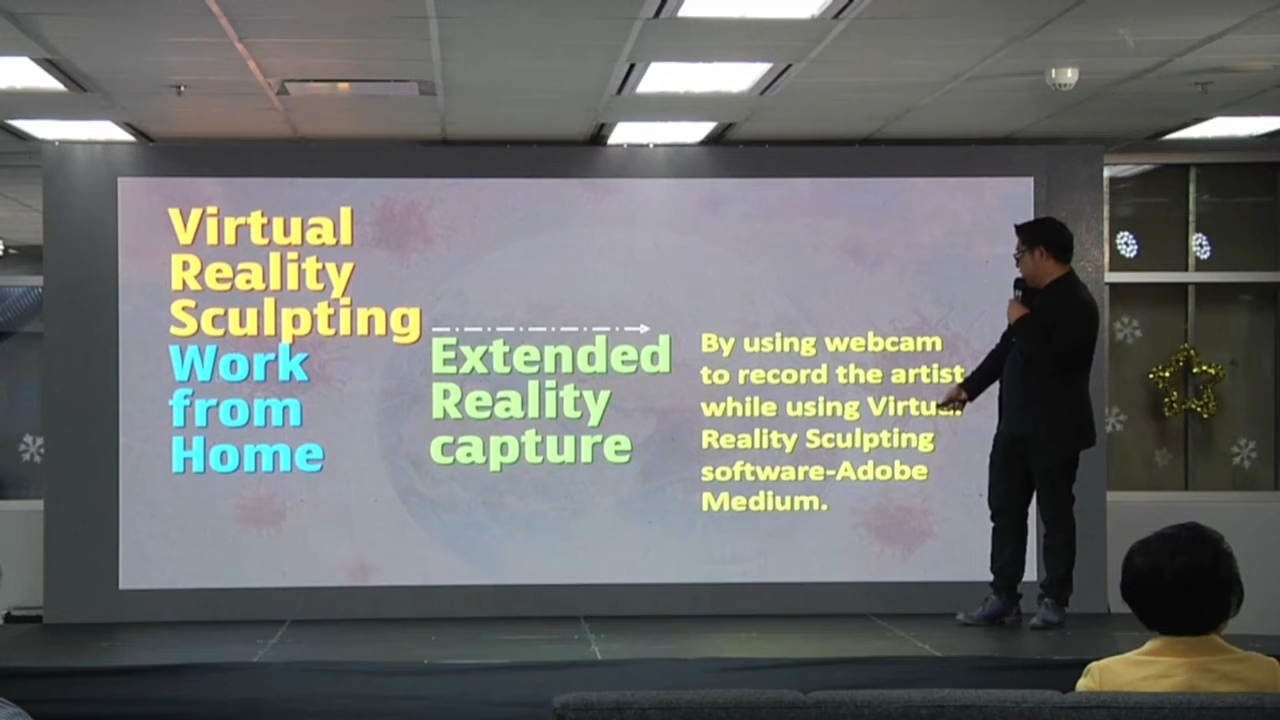 Virtual
Reality
Sculpting
Work
from
Home
Extended
Reality
capture
By using webcam
to record the artist
while using Virtual
Reality Sculpting
software-Adobe
Medium.